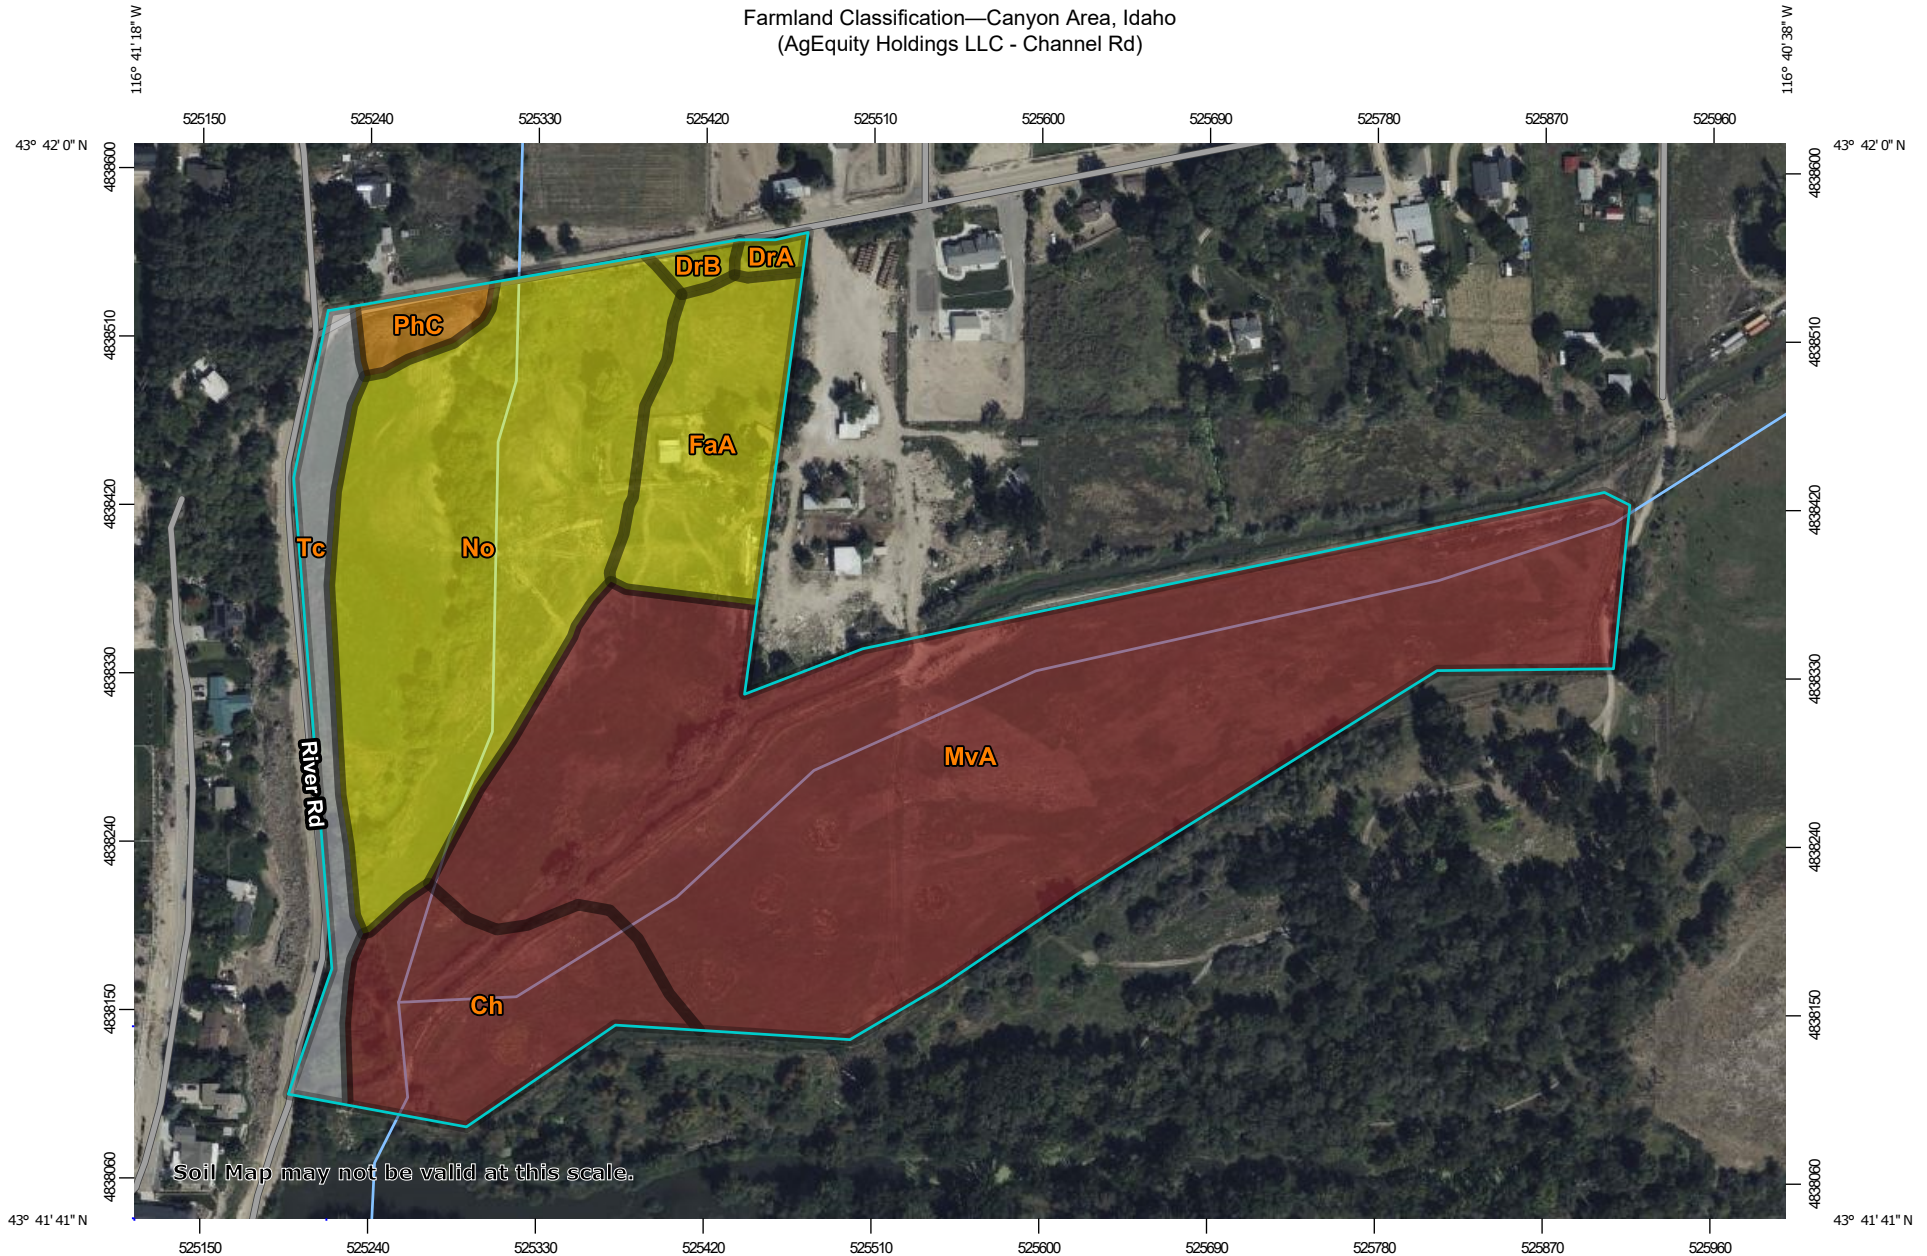 Farmland Classification—Canyon Area, Idaho
(AgEquity Holdings LLC - Channel Rd)
116° 41' 18" W
116° 40' 38" W
525150 525240 525330 525420 525510 525600 525690 525780 525870 525960
43° 42' 0" N
43° 42' 0" N
4838600
4838600
DrB
DrA
PhC
4838510
4838510
FaA
4838420
4838420
Tc
No
4838330
4838330
MvA
River Rd
4838240
4838240
Ch
4838150
4838150
4838060
4838060
Soil Map may not be valid at this scale.
43° 41' 41" N
43° 41' 41" N
525150 525240 525330 525420 525510 525600 525690 525780 525870 525960